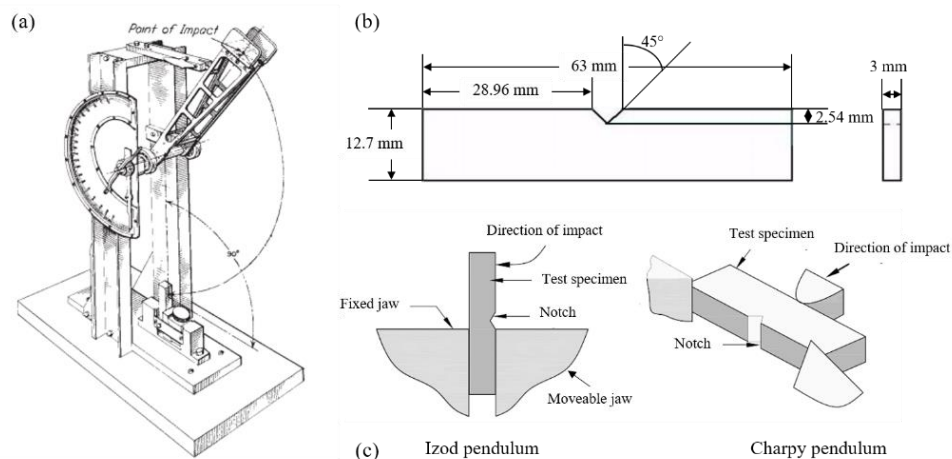 (a)
Point of Impact
90°
(b)
45°
63 mm
28.96 mm
3 mm
2.54 mm
12.7 mm
Direction of impact
Test specimen
Fixed jaw
Notch
Moveable jaw
Test specimen
Direction of impact
Notch
(c)
Izod pendulum
Charpy pendulum